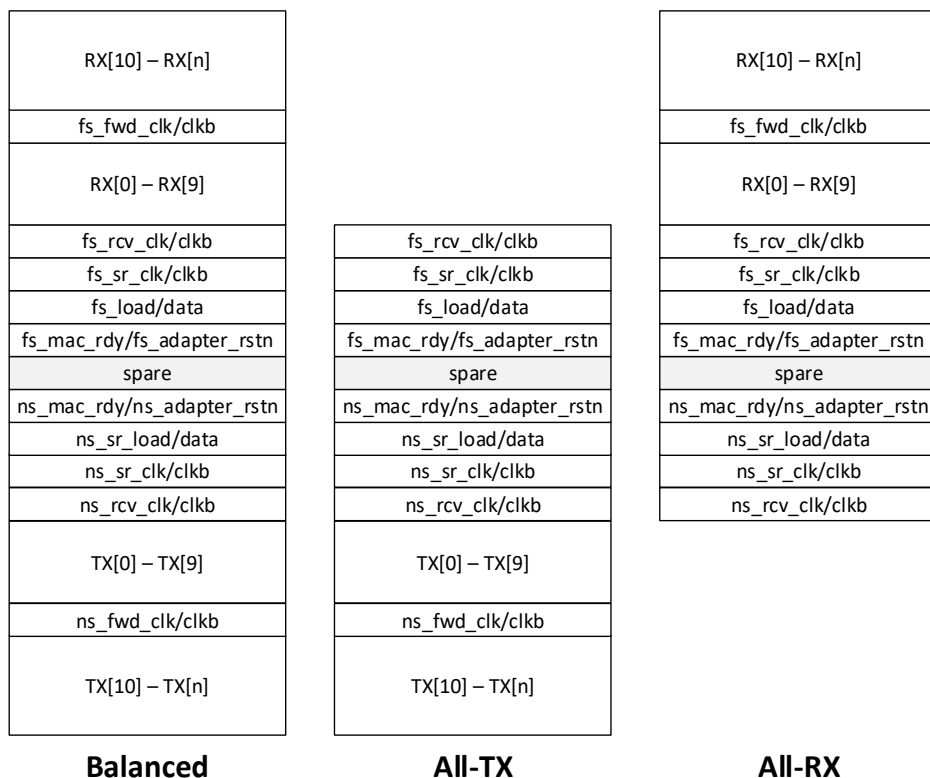 RX[10] – RX[n]
fs_fwd_clk/clkb
RX[0] – RX[9]
fs_rcv_clk/clkb
fs_sr_clk/clkb
fs_load/data
fs_mac_rdy/fs_adapter_rstn
spare
ns_mac_rdy/ns_adapter_rstn
ns_sr_load/data
ns_sr_clk/clkb
ns_rcv_clk/clkb
TX[0] – TX[9]
ns_fwd_clk/clkb
TX[10] – TX[n]
Balanced
fs_rcv_clk/clkb
fs_sr_clk/clkb
fs_load/data
fs_mac_rdy/fs_adapter_rstn
spare
ns_mac_rdy/ns_adapter_rstn
ns_sr_load/data
ns_sr_clk/clkb
ns_rcv_clk/clkb
TX[0] – TX[9]
ns_fwd_clk/clkb
TX[10] – TX[n]
All-TX
RX[10] – RX[n]
fs_fwd_clk/clkb
RX[0] – RX[9]
fs_rcv_clk/clkb
fs_sr_clk/clkb
fs_load/data
fs_mac_rdy/fs_adapter_rstn
spare
ns_mac_rdy/ns_adapter_rstn
ns_sr_load/data
ns_sr_clk/clkb
ns_rcv_clk/clkb
All-RX